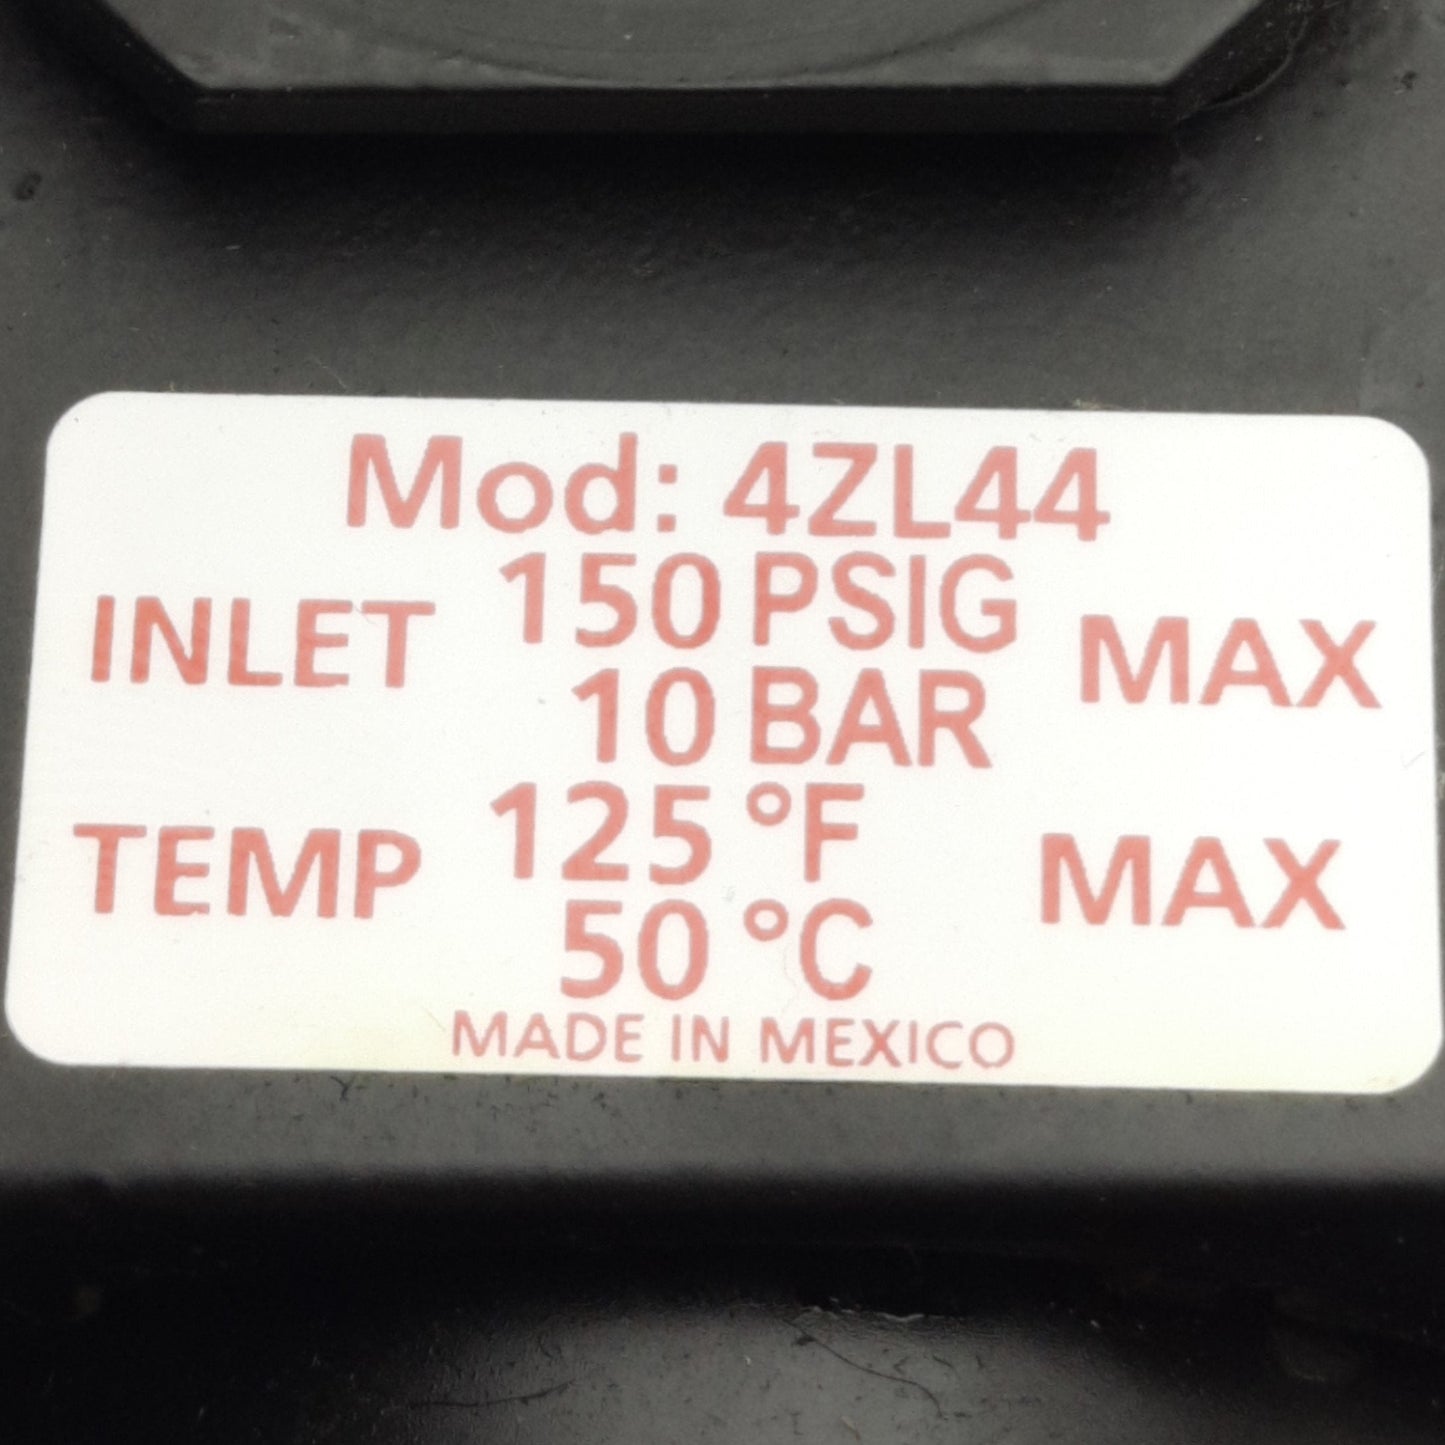 Mod: 4ZL44
INLET 150 PSIG MAX
10 BAR
TEMP 125 °F MAX
50 °C
MADE IN MEXICO